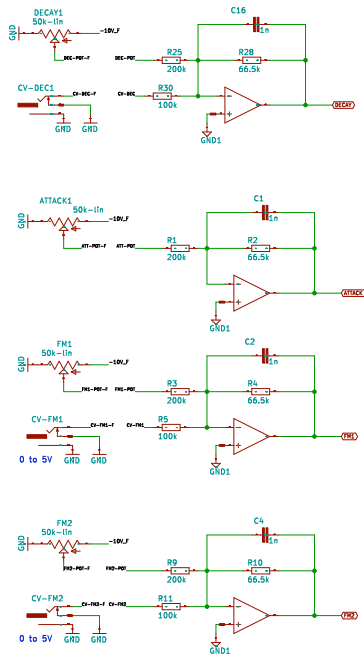 C16
DECAY1
50k-lin
GND
-10V_F
R25
R28
DEC-POT-F
DEC-POT
200k
66.5k
CV-DEC1
CV-DEC-F
CV-DEC
R30
100k
DECAY
GND
GND
GND1
ATTACK1
50k-lin
C1
1n
GND
-10V_F
R1
R2
ATT-POT-F
ATT-POT
200k
66.5k
ATTACK
GND1
FM1
50k-lin
C2
1n
GND
-10V_F
R3
R4
FM1-POT-F
FM1-POT
200k
66.5k
CV-FM1
CV-FM1-F
CV-FM1
R5
100k
FM1
0 to 5V
GND
GND
GND1
FM2
50k-lin
C4
1n
GND
-10V_F
R9
R10
FM2-POT-F
FM2-POT
200k
66.5k
CV-FM2
CV-FM2-F
CV-FM2
R11
100k
FM2
0 to 5V
GND
GND
GND1